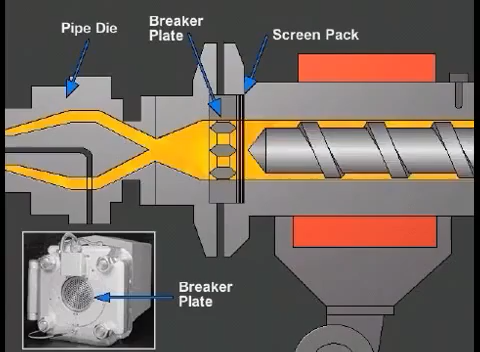 Pipe Die
Breaker
Plate
Screen Pack
Breaker
Plate